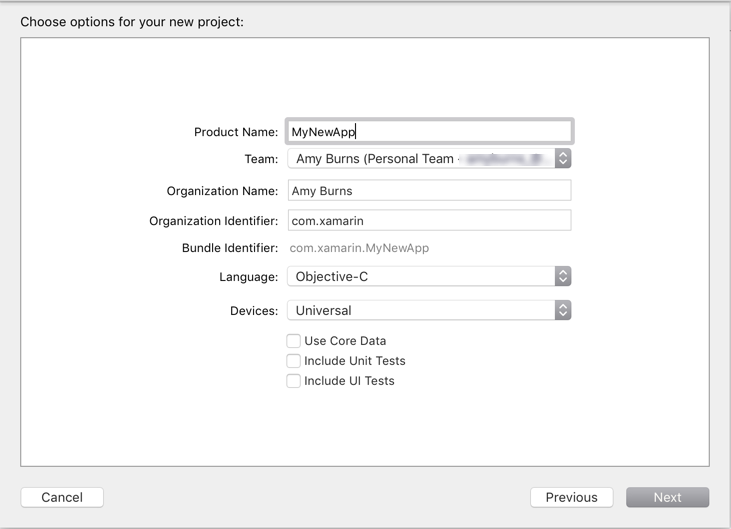 Choose options for your new project:
Product Name: MyNewApp
Team: Amy Burns (Personal Team -
Organization Name: Amy Burns
Organization Identifier: com.xamarin
Bundle Identifier: com.xamarin.MyNewApp
Language: Objective-C
Devices: Universal
Use Core Data
Include Unit Tests
Include UI Tests
Cancel Previous Next